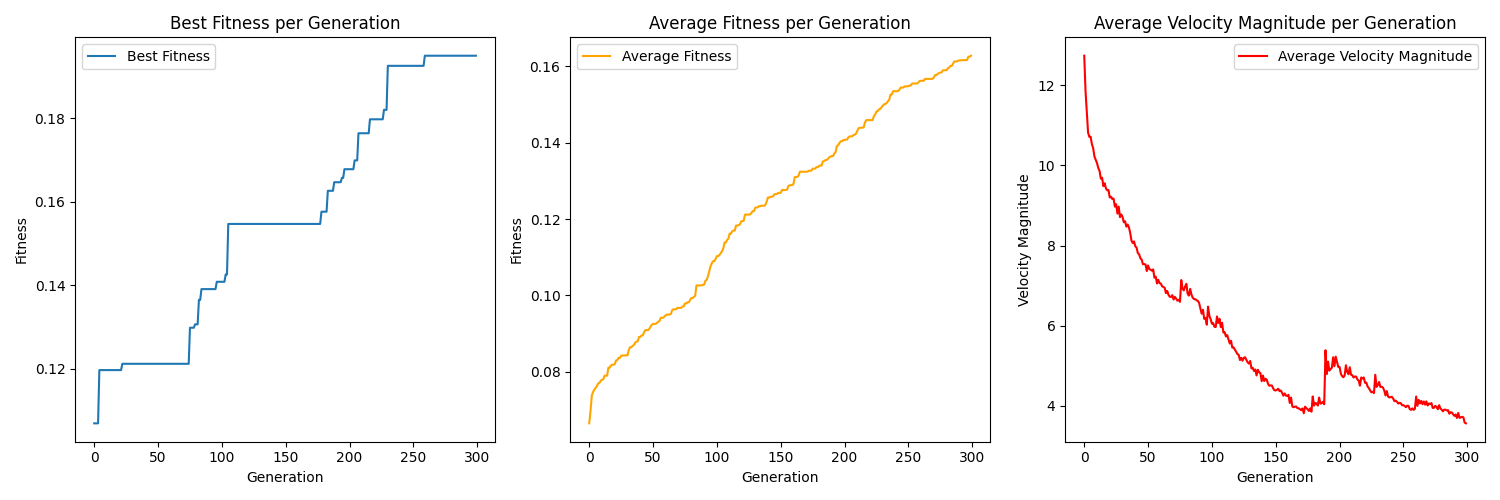 Best Fitness per Generation
Best Fitness
Fitness
0.18
0.16
0.14
0.12
0 50 100 150 200 250 300
Generation
Average Fitness per Generation
Average Fitness
Fitness
0.16
0.14
0.12
0.10
0.08
0 50 100 150 200 250 300
Generation
Average Velocity Magnitude per Generation
Average Velocity Magnitude
Velocity Magnitude
12
10
8
6
4
0 50 100 150 200 250 300
Generation